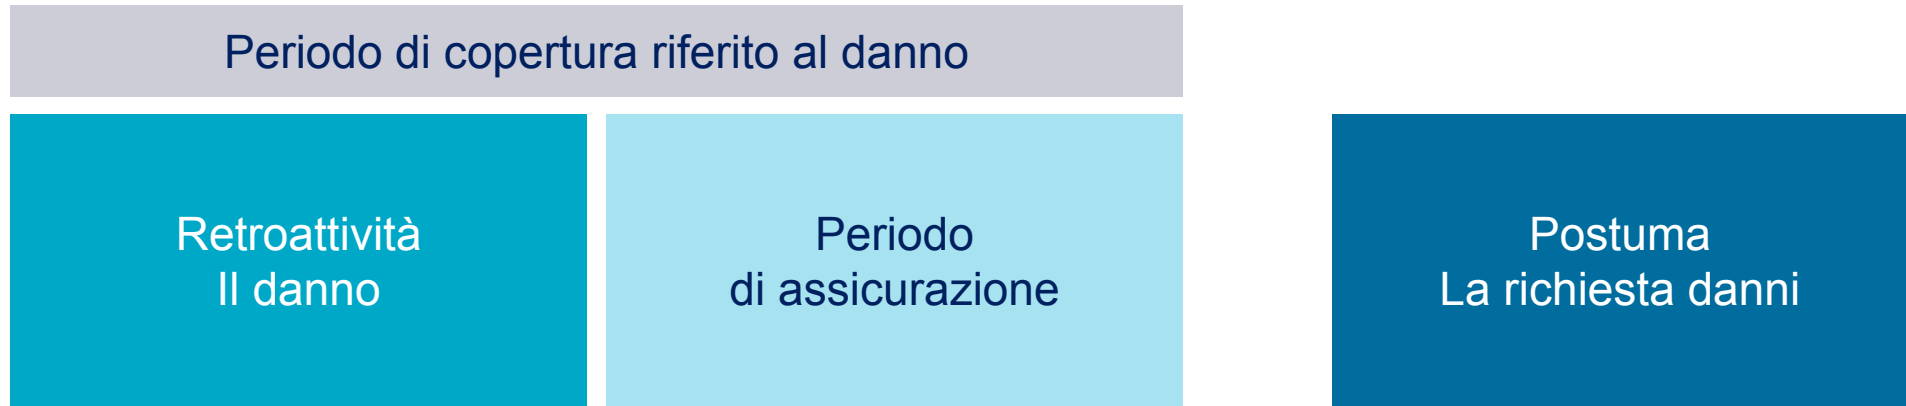 Periodo di copertura riferito al danno
Retroattività
Il danno
Periodo
di assicurazione
Postuma
La richiesta danni